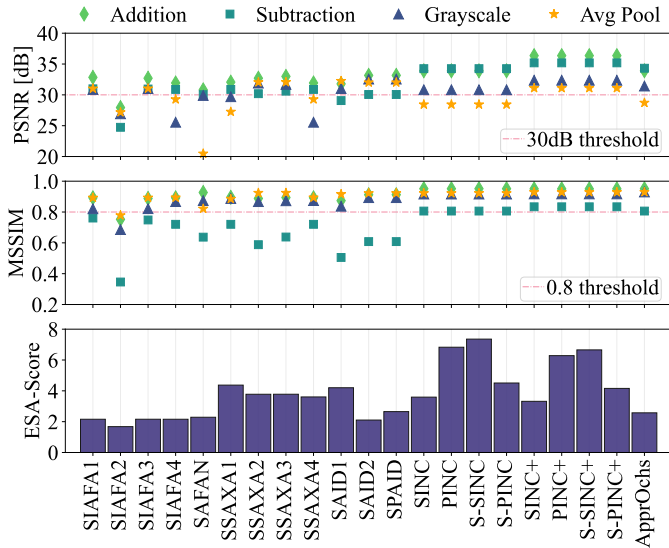 Addition Subtraction Grayscale Avg Pool
PSNR [dB]
40
35
30
25
20
30dB threshold
MSSIM
1.0
0.8
0.6
0.4
0.2
0.8 threshold
ESA-Score
8
6
4
2
0
SIAFA1
SIAFA2
SIAFA3
SIAFA4
SAFAN
SSAXA1
SSAXA2
SSAXA3
SSAXA4
SAID1
SAID2
SPAID
SINC
PINC
S-SINC
S-PINC
SINC+
PINC+
S-SINC+
S-PINC+
ApprOchs